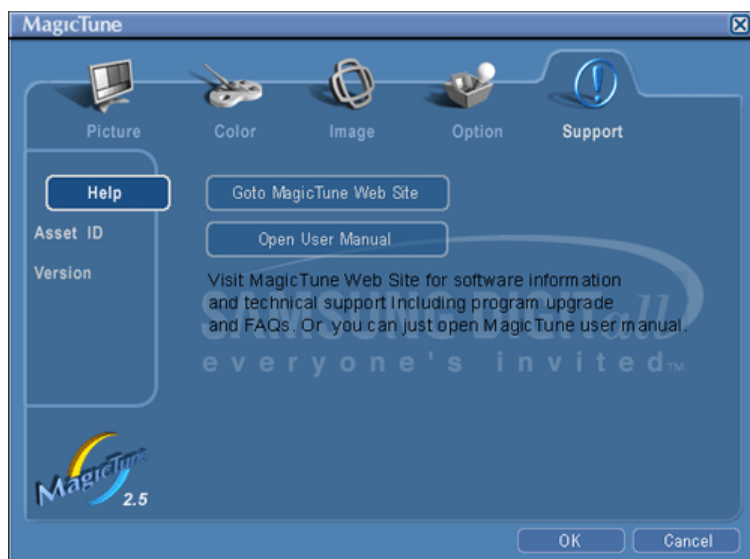 MagicTune
Picture Color Image Option Support
Help
Asset ID
Version
Goto MagicTune Web Site
Open User Manual
Visit MagicTune Web Site for software information
and technical support Including program upgrade
and FAQs. Or you can just open MagicTune user manual.
SAMSUNG DIGITall
everyone's invited™
MagicTune
2.5
OK Cancel